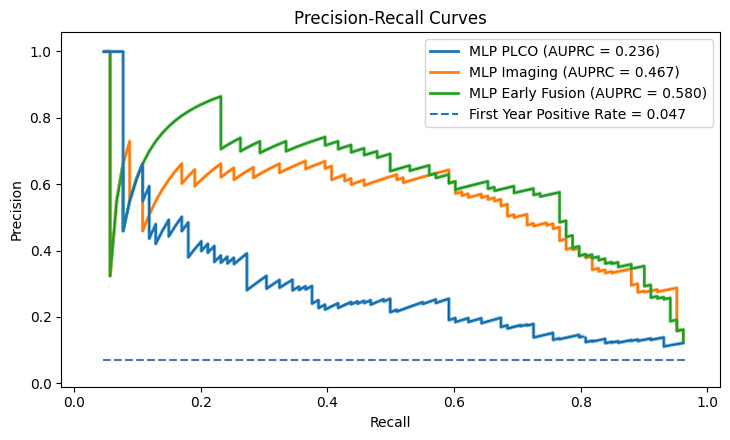 Precision-Recall Curves
MLP PLCO (AUPRC = 0.236)
MLP Imaging (AUPRC = 0.467)
MLP Early Fusion (AUPRC = 0.580)
First Year Positive Rate = 0.047
Precision
1.0
0.8
0.6
0.4
0.2
0.0
0.0 0.2 0.4 0.6 0.8 1.0
Recall